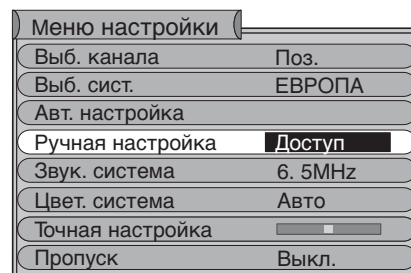 Меню настройки
Выб. канала Поз.
Выб. сист. ЕВРОПА
Авт. настройка
Ручная настройка Доступ
Звук. система 6. 5MHz
Цвет. система Авто
Точная настройка
Пропуск Выкл.